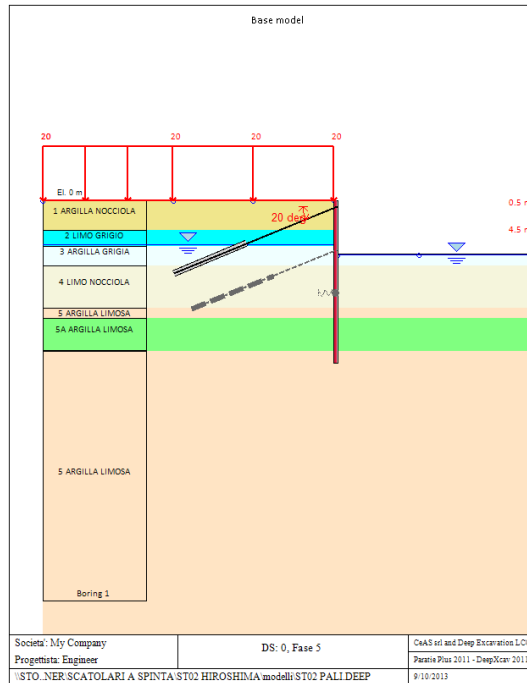 Base model
20
20
20
20
El. 0 m
1 ARGILLA NOCCIOLA
20 deg
0.5 m
2 LIMO GRIGIO
4.5 m
3 ARGILLA GRIGIA
4 LIMO NOCCIOLA
5 ARGILLA LIMOSA
5A ARGILLA LIMOSA
5 ARGILLA LIMOSA
Boring 1
Societa': My Company
Progettista: Engineer
DS: 0, Fase 5
CeAS srl and Deep Excavation LC
Paratie Plus 2011 - DeepXcav 2011
\\STO..NER\SCATOLARI A SPINTA\ST02 HIROSHIMA\modelli\ST02 PALI.DEEP
9/10/2013